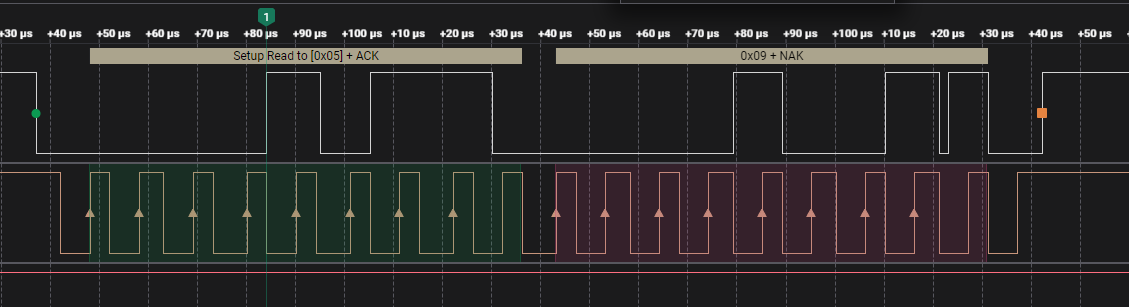 1
+30 µs +40 µs +50 µs +60 µs +70 µs +80 µs +90 µs +100 µs +10 µs +20 µs +30 µs +40 µs +50 µs +60 µs +70 µs +80 µs +90 µs +100 µs +10 µs +20 µs +30 µs +40 µs +50 µs
Setup Read to [0x05] + ACK 0x09 + NAK